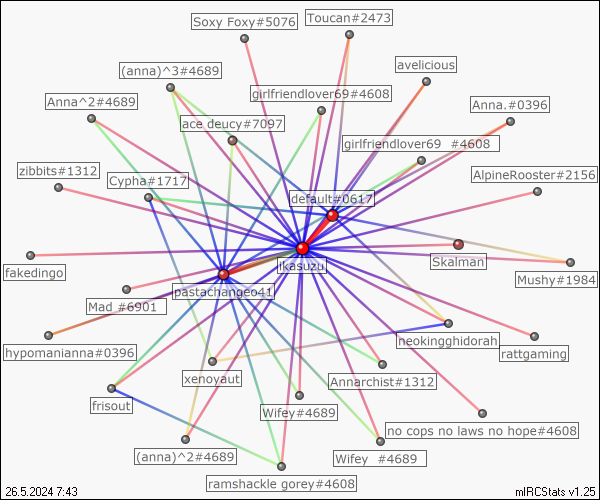 Soxy Foxy#5076
Toucan#2473
(anna)^3#4689
avelicious
Anna^2#4689
girlfriendlover69#4608
Anna.#0396
ace deucy#7097
girlfriendlover69 #4608
zibbits#1312
Cypha#1717
AlpineRooster#2156
default#0617
fakedingo
ikasuzu
Skalman
Mushy#1984
pastachangeo41
Mad #6901
hypomanianna#0396
neokingghidorah
rattgaming
xenoyaut
Annarchist#1312
frisout
Wifey#4689
no cops no laws no hope#4608
(anna)^2#4689
Wifey #4689
ramshackle gorey#4608
26.5.2024 7:43
mIRCStats v1.25